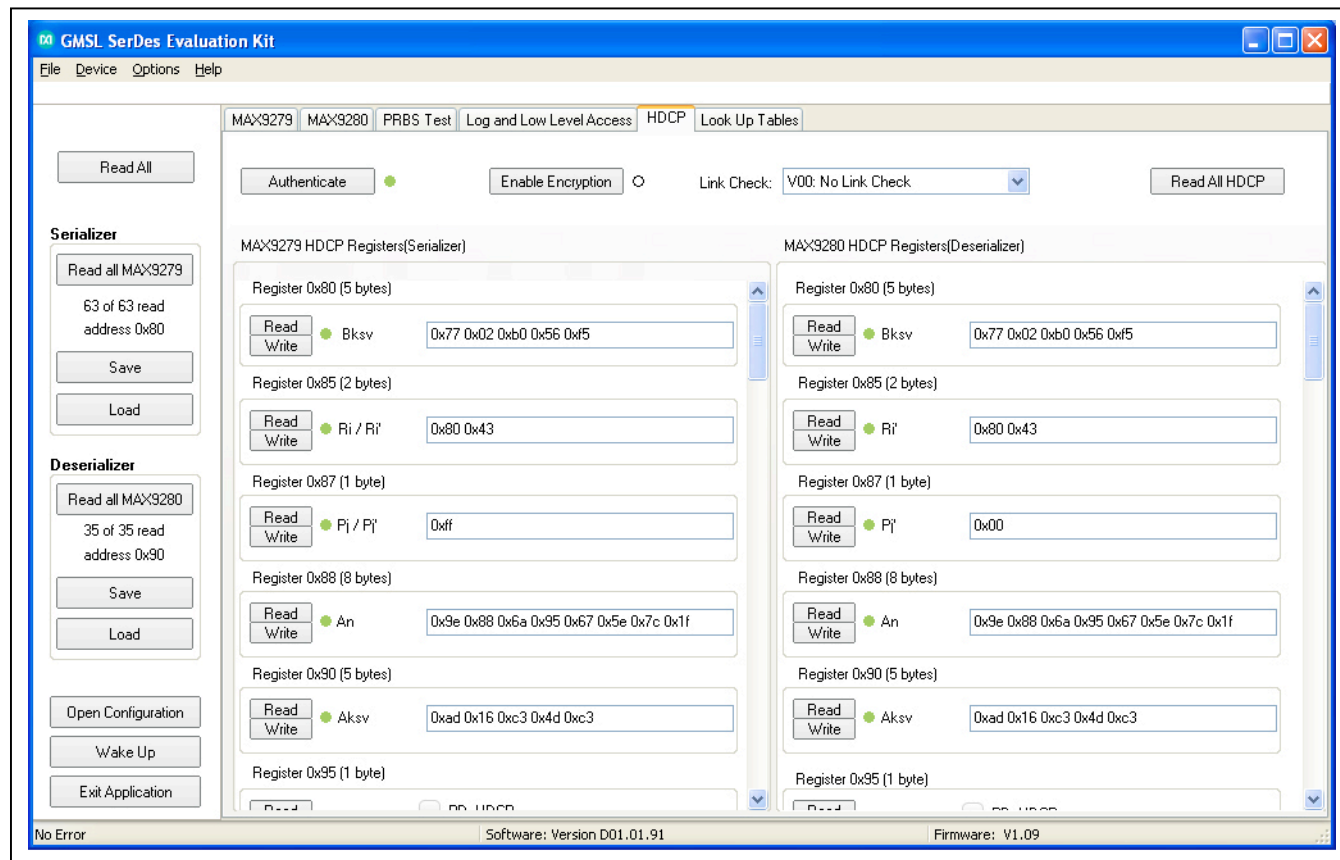 GMSL SerDes Evaluation Kit
File Device Options Help
MAX9279 MAX9280 PRBS Test Log and Low Level Access HDCP Look Up Tables
Read All
Authenticate Enable Encryption Link Check: V00: No Link Check Read All HDCP
Serializer
Read all MAX9279
63 of 63 read
address 0x80
Save
Load
Deserializer
Read all MAX9280
35 of 35 read
address 0x90
Save
Load
Open Configuration
Wake Up
Exit Application
MAX9279 HDCP Registers(Serializer)
Register 0x80 (5 bytes)
Read
Write
Bksv 0x77 0x02 0xb0 0x56 0xf5
Register 0x85 (2 bytes)
Read
Write
Ri / Ri' 0x80 0x43
Register 0x87 (1 byte)
Read
Write
Pj / Pj' 0xff
Register 0x88 (8 bytes)
Read
Write
An 0x9e 0x88 0x6a 0x95 0x67 0x5e 0x7c 0x1f
Register 0x90 (5 bytes)
Read
Write
Aksv 0xad 0x16 0xc3 0x4d 0xc3
Register 0x95 (1 byte)
Read
MAX9280 HDCP Registers(Deserializer)
Register 0x80 (5 bytes)
Read
Write
Bksv 0x77 0x02 0xb0 0x56 0xf5
Register 0x85 (2 bytes)
Read
Write
Ri' 0x80 0x43
Register 0x87 (1 byte)
Read
Write
Pj' 0x00
Register 0x88 (8 bytes)
Read
Write
An 0x9e 0x88 0x6a 0x95 0x67 0x5e 0x7c 0x1f
Register 0x90 (5 bytes)
Read
Write
Aksv 0xad 0x16 0xc3 0x4d 0xc3
Register 0x95 (1 byte)
Read
No Error Software: Version D01.01.91 Firmware: V1.09